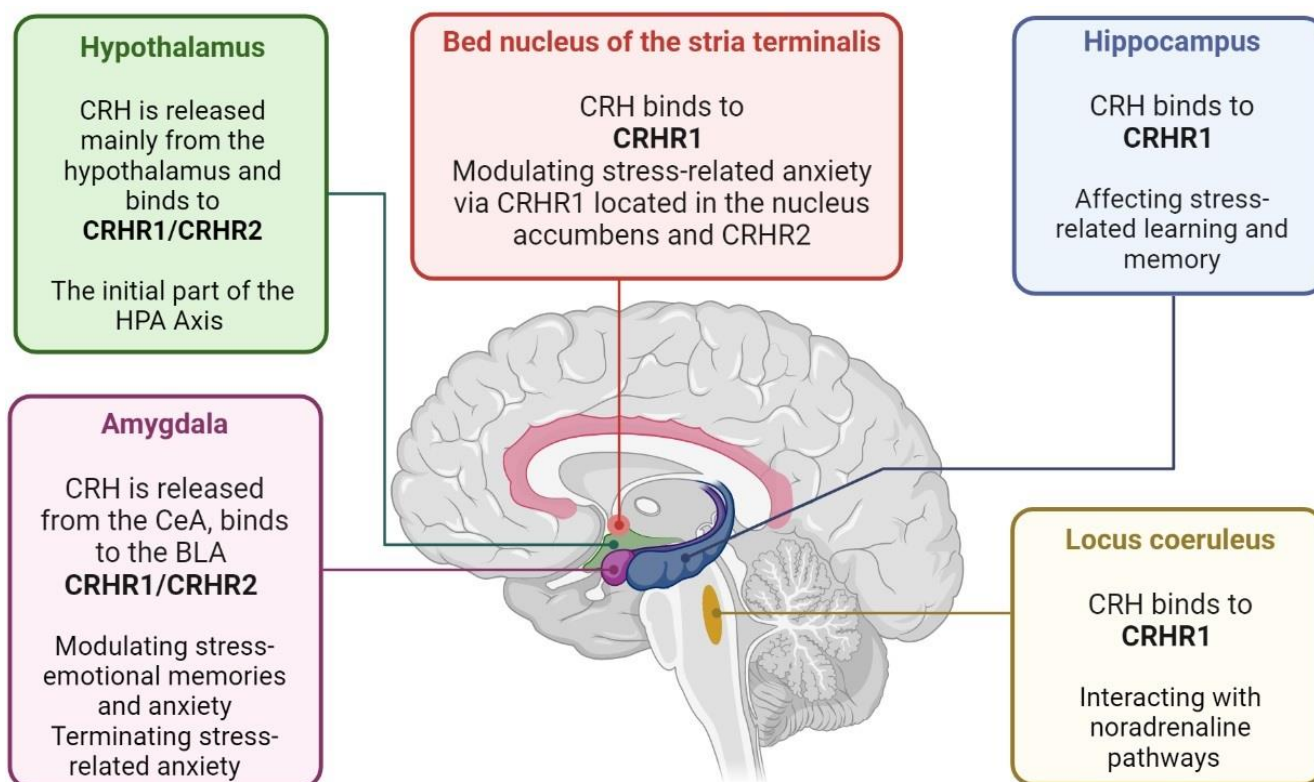 Hypothalamus
CRH is released
mainly from the
hypothalamus and
binds to
CRHR1/CRHR2
The initial part of the
HPA Axis
Bed nucleus of the stria terminalis
CRH binds to
CRHR1
Modulating stress-related anxiety
via CRHR1 located in the nucleus
accumbens and CRHR2
Hippocampus
CRH binds to
CRHR1
Affecting stress-
related learning and
memory
Amygdala
CRH is released
from the CeA, binds
to the BLA
CRHR1/CRHR2
Modulating stress-
emotional memories
and anxiety
Terminating stress-
related anxiety
Locus coeruleus
CRH binds to
CRHR1
Interacting with
noradrenaline
pathways